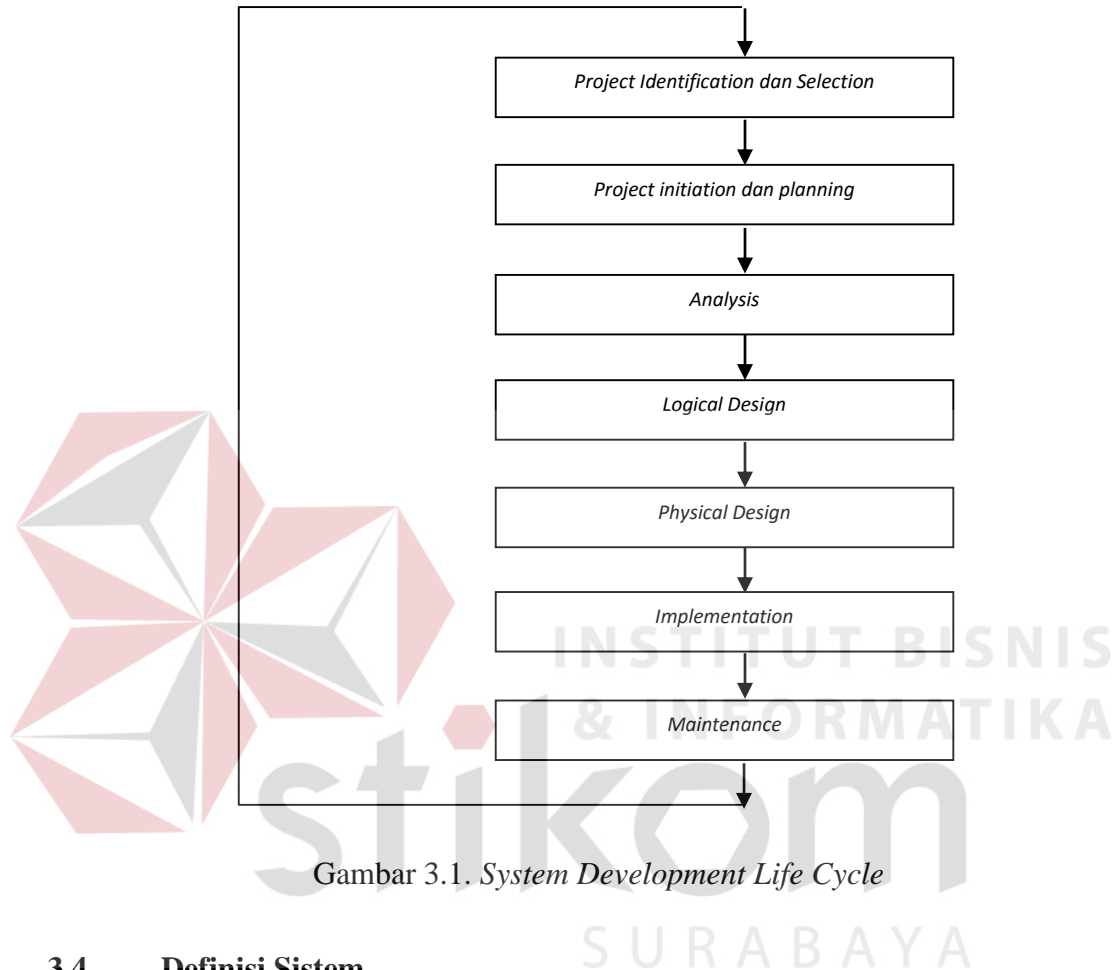 Project Identification dan Selection
Project initiation dan planning
Analysis
Logical Design
Physical Design
Implementation
Maintenance
INSTITUT BISNIS
& INFORMATIKA
stikom
SURABAYA
Gambar 3.1. System Development Life Cycle
3.4 Definisi Sistem